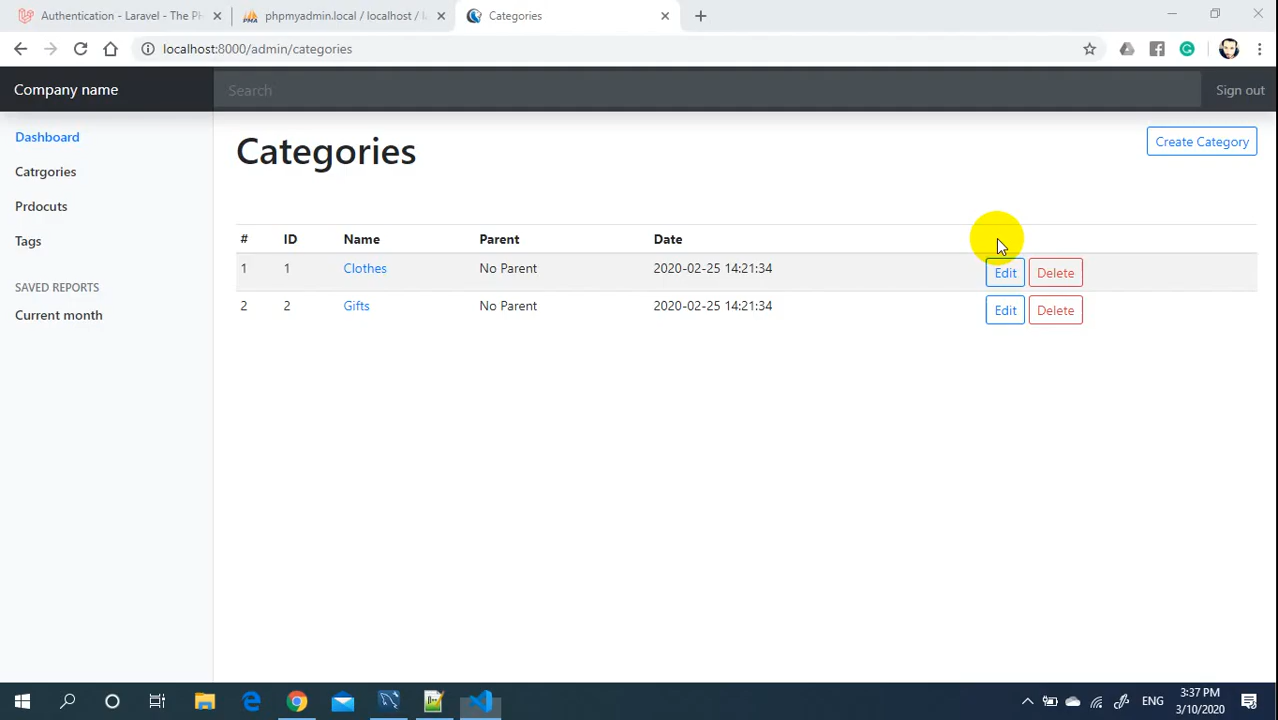 Authentication - Laravel - The PH
phpmyadmin.local / localhost / l
Categories
localhost:8000/admin/categories
Company name
Search
Sign out
Dashboard
Catrgories
Prdocuts
Tags
SAVED REPORTS
Current month
Categories
Create Category
# ID Name Parent Date
1 1 Clothes No Parent 2020-02-25 14:21:34 Edit Delete
2 2 Gifts No Parent 2020-02-25 14:21:34 Edit Delete
ENG
3:37 PM
3/10/2020